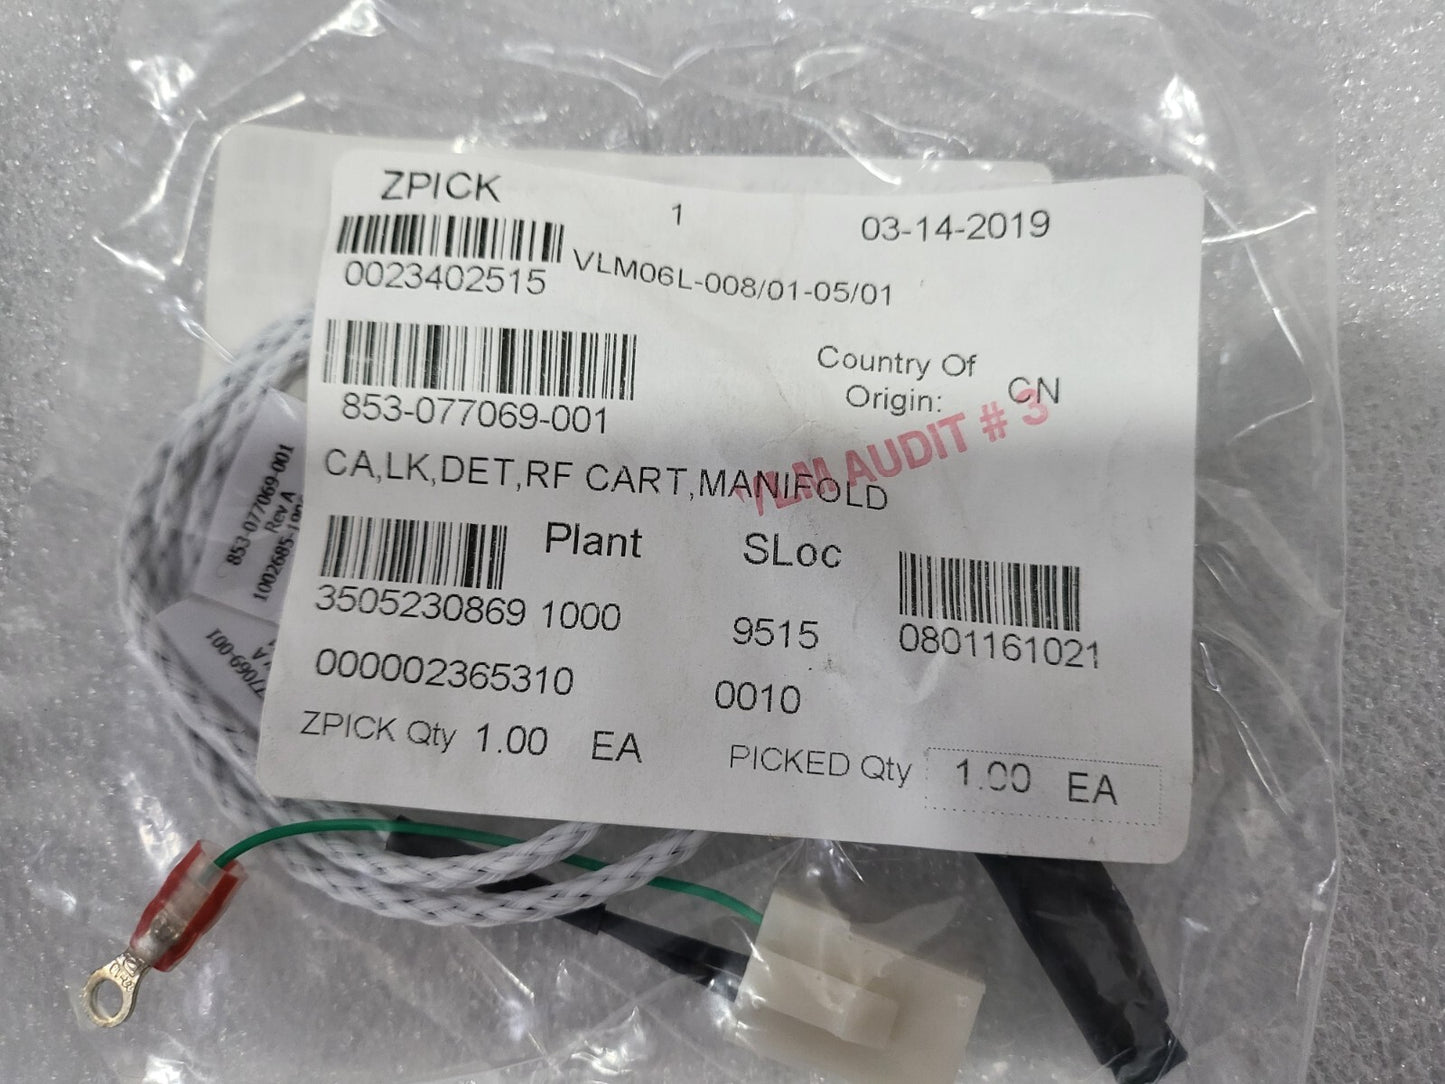 ZPICK
1
03-14-2019
0023402515
VLM06L-008/01-05/01
853-077069-001
Country Of
Origin:
CN
VLM AUDIT # 3
CA,LK,DET,RF CART,MANIFOLD
Plant
SLoc
3505230869
1000
9515
0801161021
000002365310
0010
ZPICK Qty
1.00
EA
PICKED Qty
1.00
EA
853-077069-001
Rev A